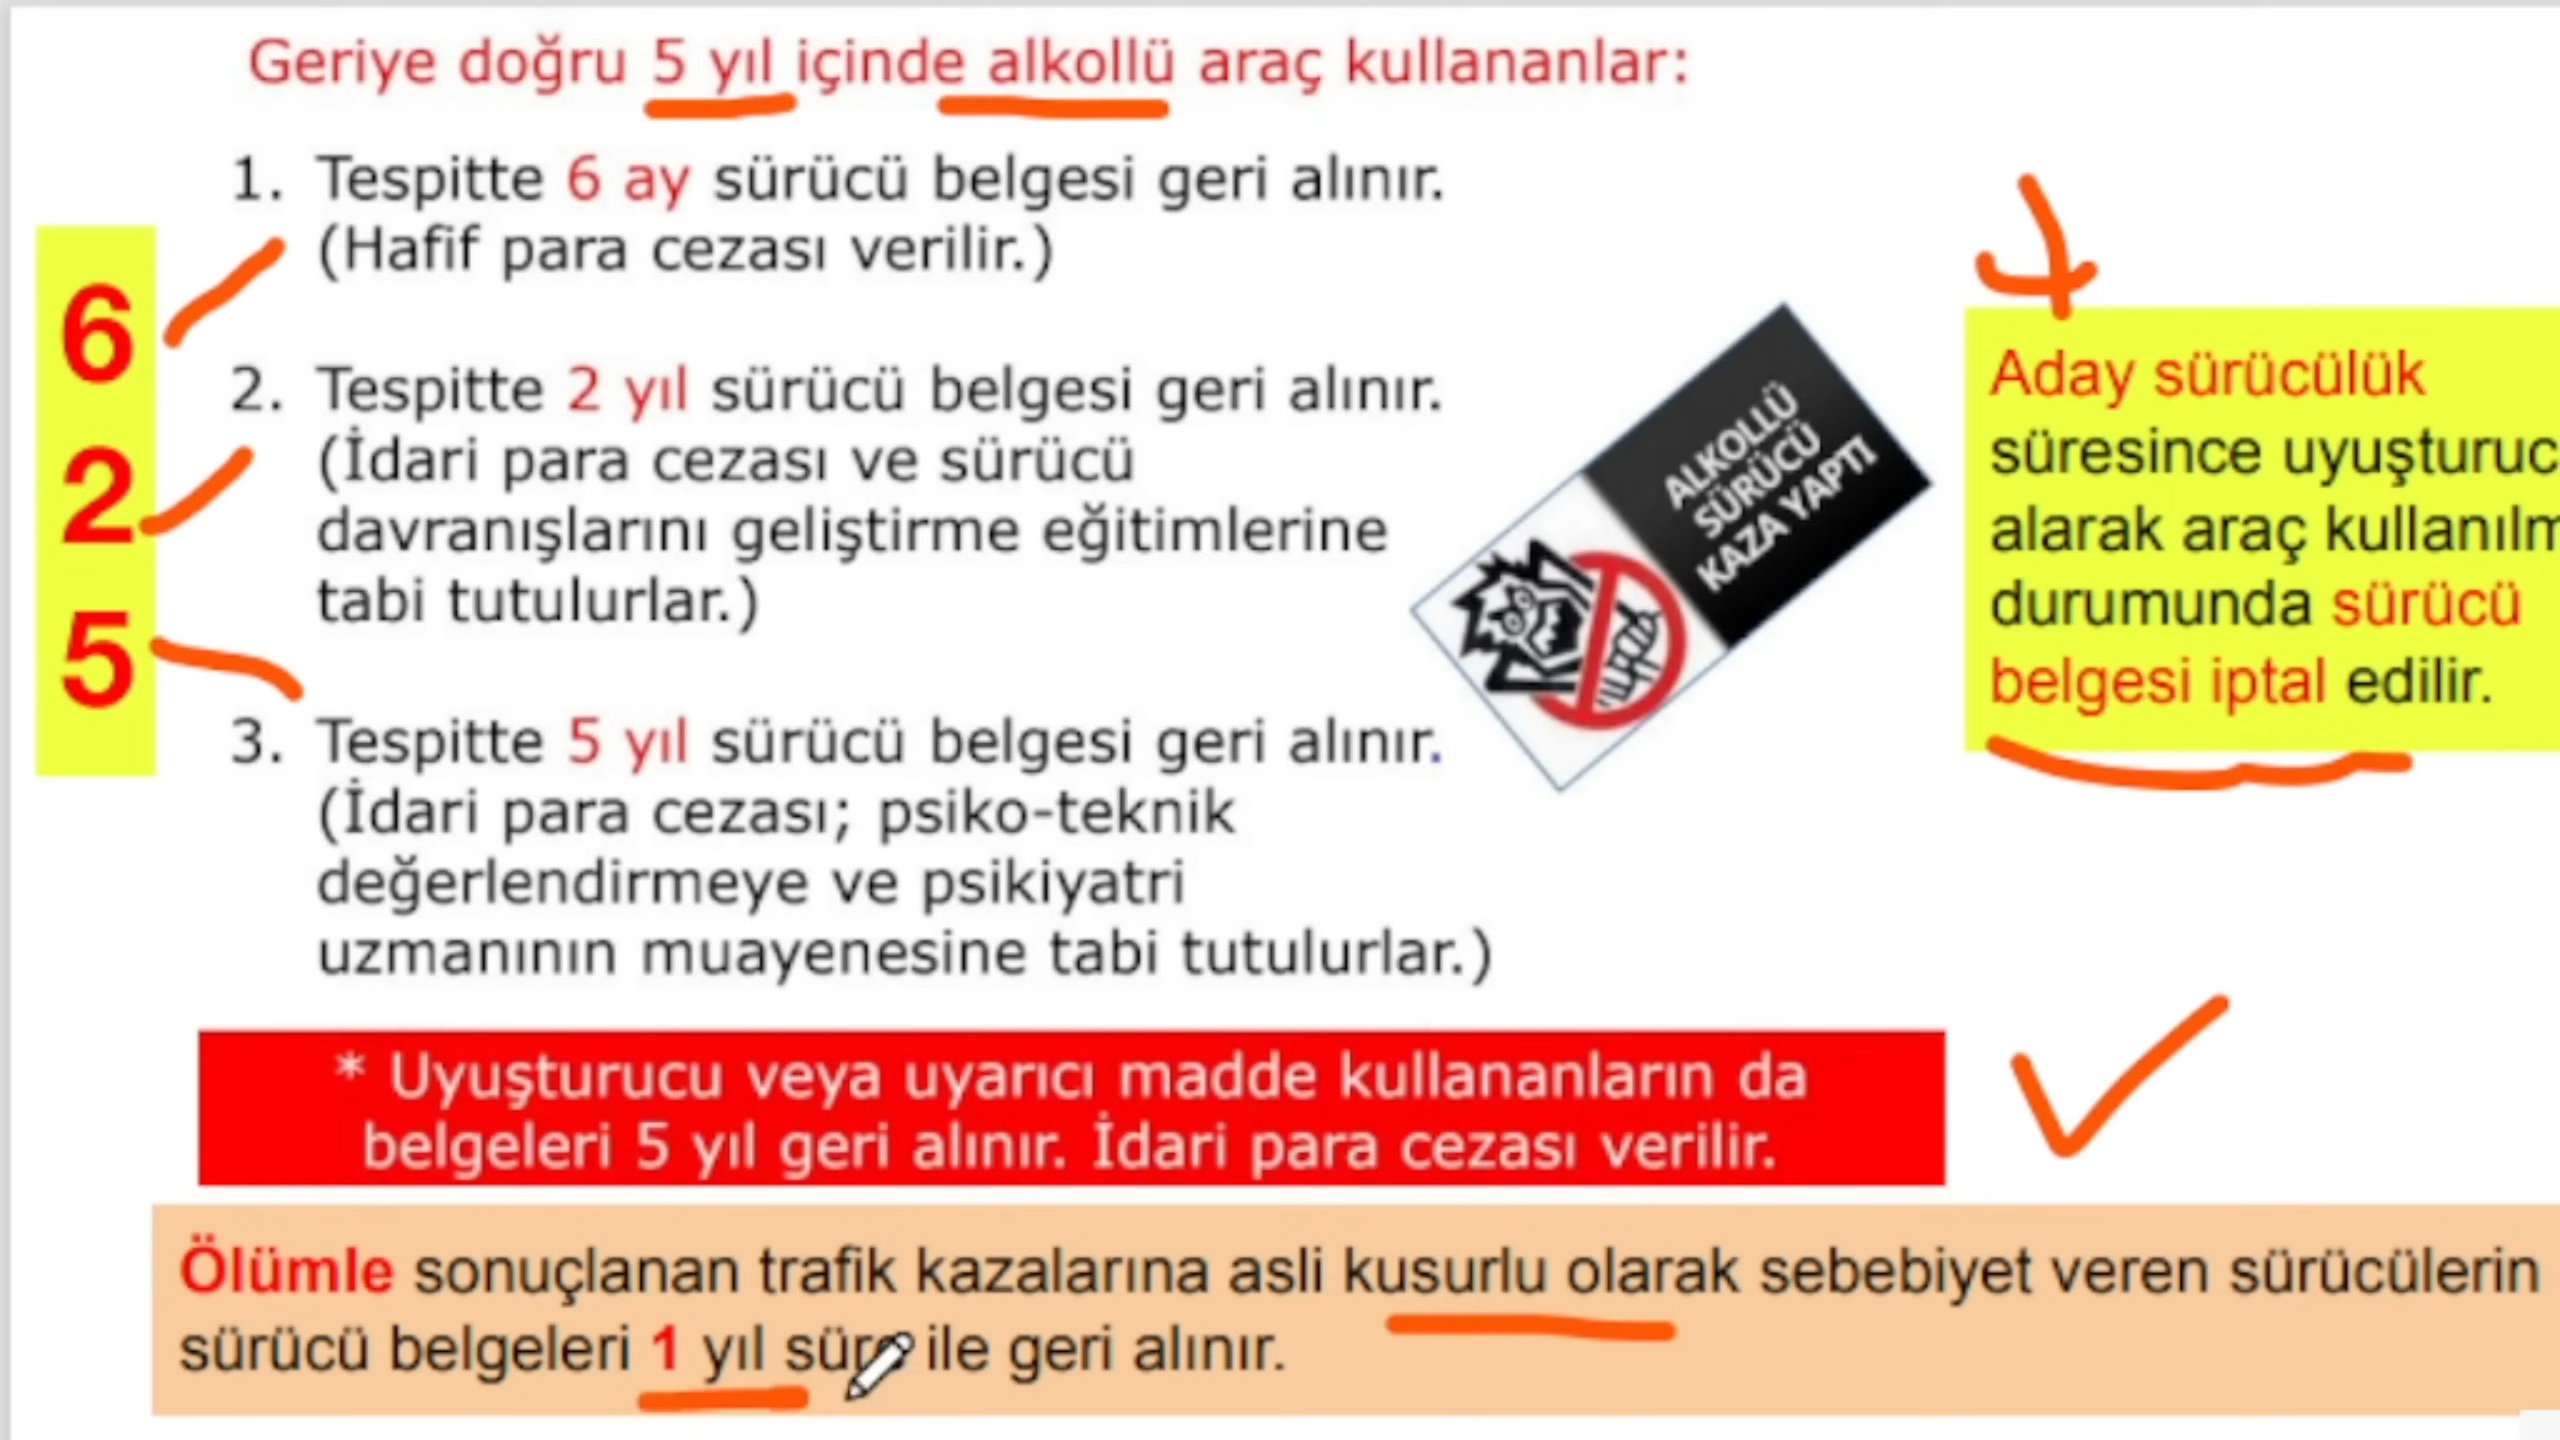 Geriye doğru 5 yıl içinde alkollü araç kullananlar:
1. Tespitte 6 ay sürücü belgesi geri alınır.
(Hafif para cezası verilir.)
2. Tespitte 2 yıl sürücü belgesi geri alınır.
(İdari para cezası ve sürücü
davranışlarını geliştirme eğitimlerine
tabi tutulurlar.)
3. Tespitte 5 yıl sürücü belgesi geri alınır.
(İdari para cezası; psiko-teknik
değerlendirmeye ve psikiyatri
uzmanının muayenesine tabi tutulurlar.)
6
2
5
ALKOLLÜ
SÜRÜCÜ
KAZA YAPTI
Aday sürücülük
süresince uyuşturuc
alarak araç kullanılm
durumunda sürücü
belgesi iptal edilir.
* Uyuşturucu veya uyarıcı madde kullananların da
belgeleri 5 yıl geri alınır. İdari para cezası verilir.
Ölümle sonuçlanan trafik kazalarına asli kusurlu olarak sebebiyet veren sürücülerin
sürücü belgeleri 1 yıl süre ile geri alınır.